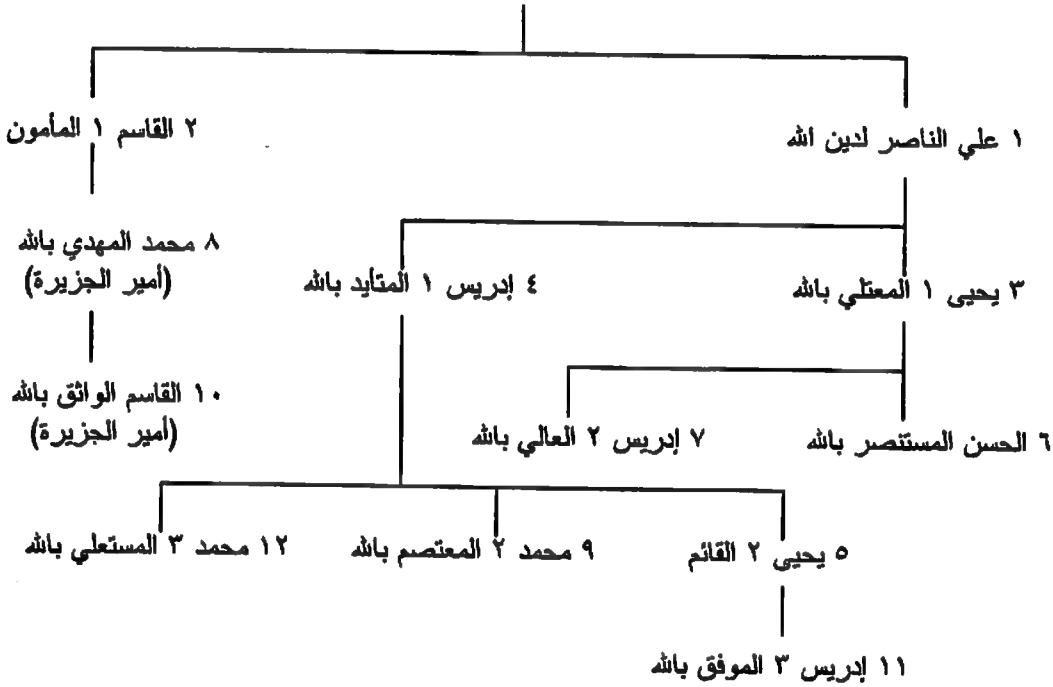 ١ علي الناصر لدين الله
٢ القاسم ١ المأمون
٣ يحيى ١ المعتلي بالله
٤ إدريس ١ المتأيد بالله
٨ محمد المهدي بالله
(أمير الجزيرة)
٦ الحسن المستنصر بالله
٧ إدريس ٢ العالي بالله
١٠ القاسم الواثق بالله
(أمير الجزيرة)
٥ يحيى ٢ القائم
٩ محمد ٢ المعتصم بالله
١٢ محمد ٣ المستعلي بالله
١١ إدريس ٣ الموفق بالله